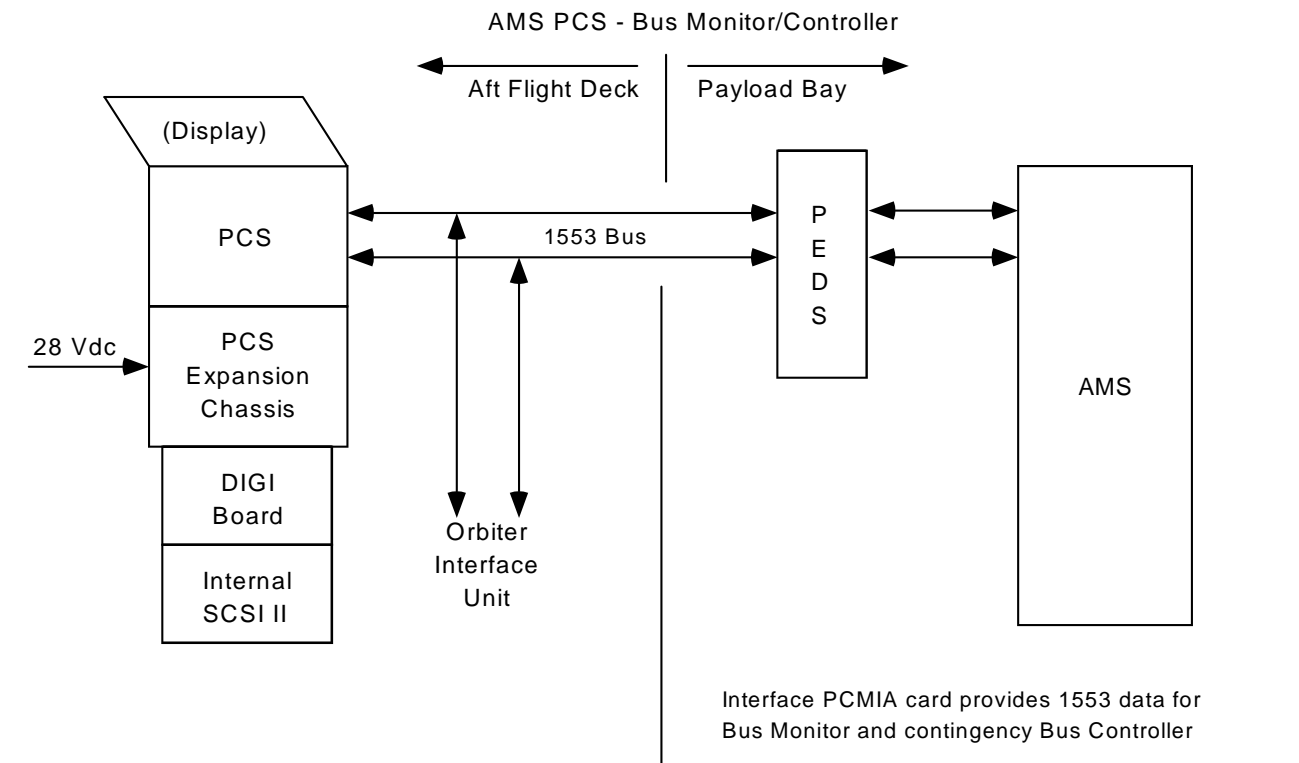 AMS PCS - Bus Monitor/Controller
Aft Flight Deck
Payload Bay
(Display)
PCS
1553 Bus
P
E
D
S
28 Vdc
PCS
Expansion
Chassis
AMS
DIGI
Board
Orbiter
Interface
Unit
Internal
SCSI II
Interface PCMIA card provides 1553 data for
Bus Monitor and contingency Bus Controller